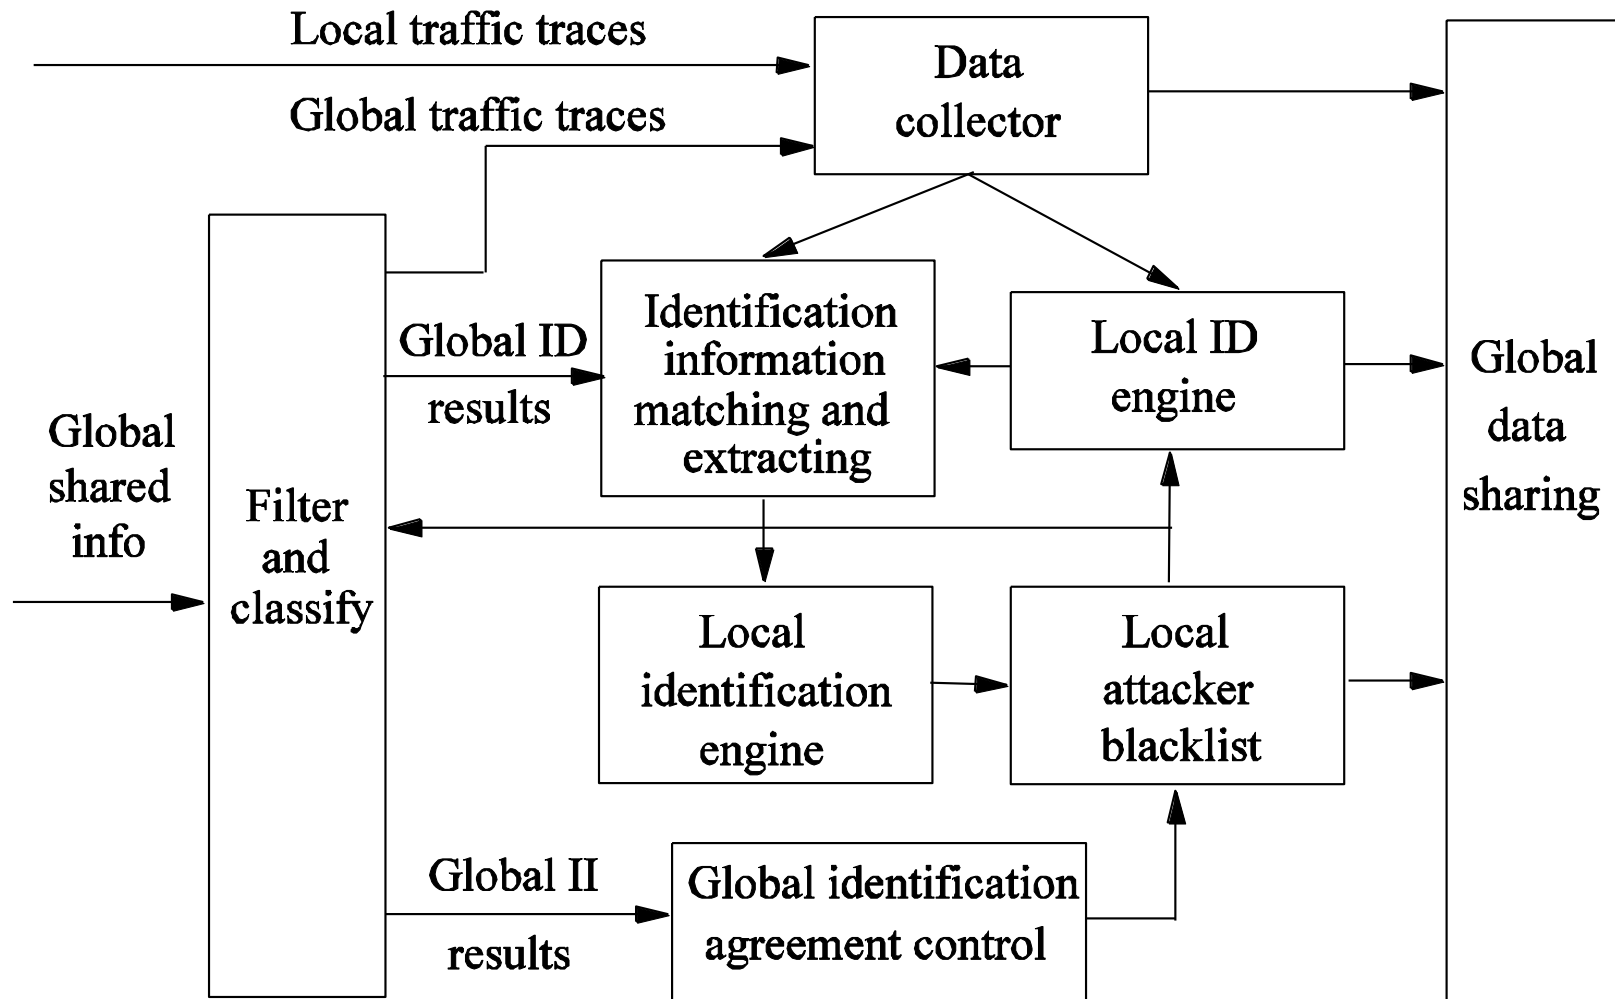 Local traffic traces
Data
collector
Global traffic traces
Identification
information
matching and
extracting
Local ID
engine
Global
data
sharing
Global ID
results
Global
shared
info
Filter
and
classify
Local
identification
engine
Local
attacker
blacklist
Global II
results
Global identification
agreement control